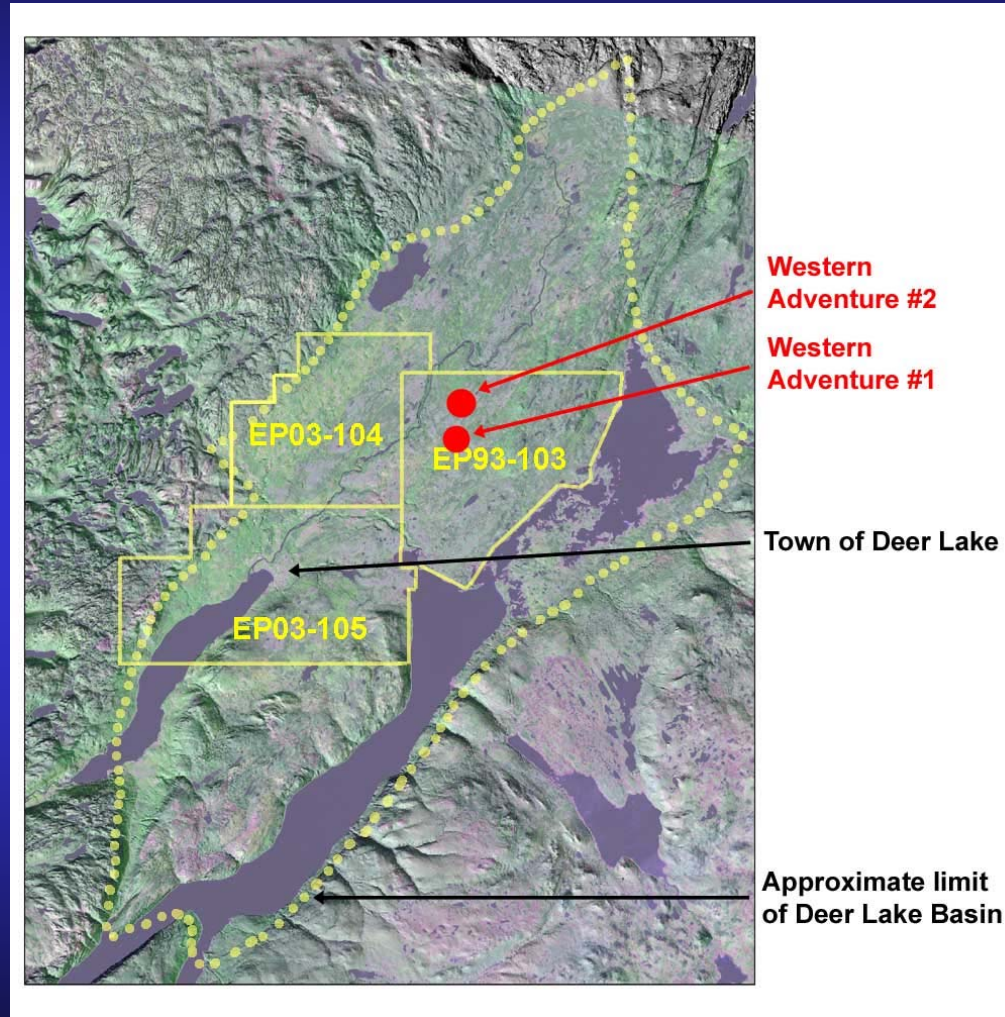 Western
Adventure #2
Western
Adventure #1
EP03-104
EP93-103
Town of Deer Lake
EP03-105
Approximate limit
of Deer Lake Basin